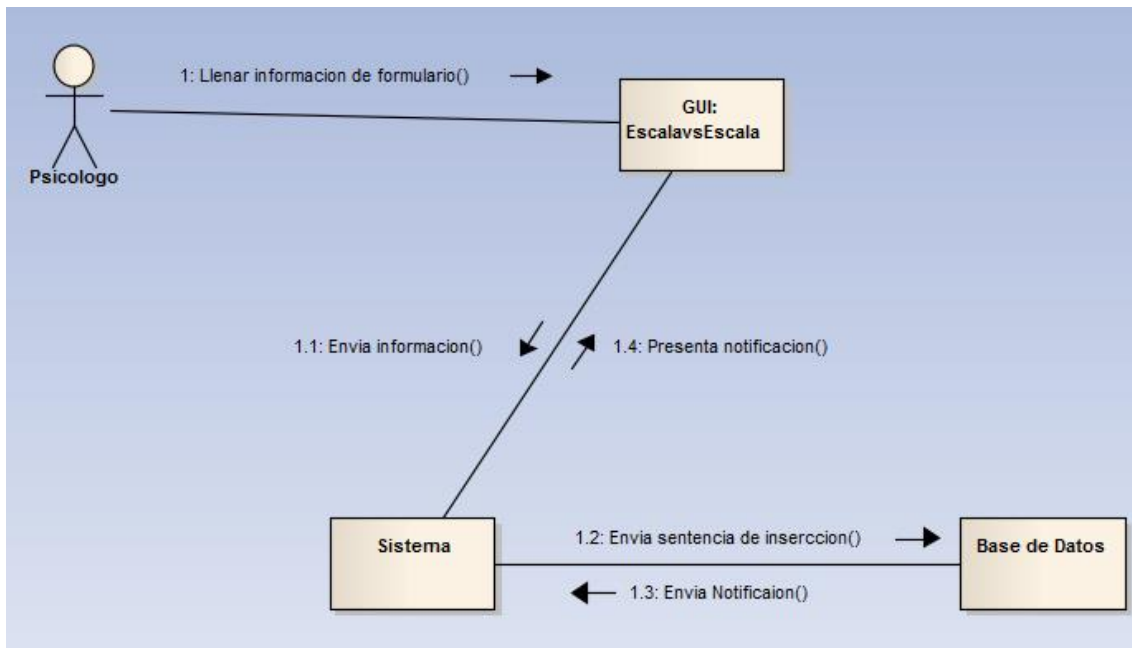 1: Llenar informacion de formulario()
GUI:
EscalavsEscala
Psicologo
1.1: Envia informacion()
1.4: Presenta notificacion()
Sistema
1.2: Envia sentencia de inserccion()
Base de Datos
1.3: Envia Notificaion()